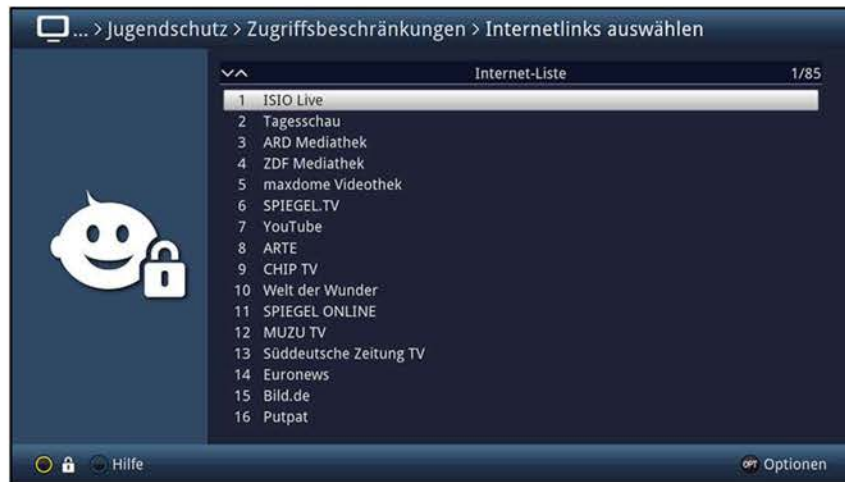 ... > Jugendschutz > Zugriffsbeschränkungen > Internetlinks auswählen
Internet-Liste 1/85
1 ISIO Live
2 Tagesschau
3 ARD Mediathek
4 ZDF Mediathek
5 maxdome Videothek
6 SPIEGEL.TV
7 YouTube
8 ARTE
9 CHIP TV
10 Welt der Wunder
11 SPIEGEL ONLINE
12 MUZU TV
13 Süddeutsche Zeitung TV
14 Euronews
15 Bild.de
16 Putpat
Hilfe OPT Optionen